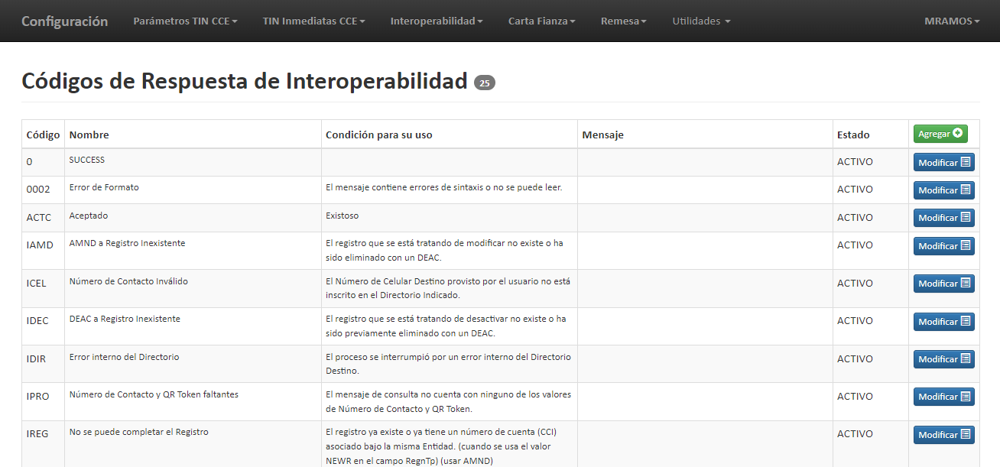 Configuración Parámetros TIN CCE TIN Inmediatas CCE Interoperabilidad Carta Fianza Remesa Utilidades MRAMOS
Códigos de Respuesta de Interoperabilidad 25
Código Nombre Condición para su uso Mensaje Estado Agregar
0 SUCCESS ACTIVO Modificar
0002 Error de Formato El mensaje contiene errores de sintaxis o no se puede leer. ACTIVO Modificar
ACTC Aceptado Existoso ACTIVO Modificar
IAMD AMND a Registro Inexistente El registro que se está tratando de modificar no existe o ha ACTIVO Modificar
sido eliminado con un DEAC.
ICEL Número de Contacto Inválido El Número de Celular Destino provisto por el usuario no está ACTIVO Modificar
inscrito en el Directorio Indicado.
IDEC DEAC a Registro Inexistente El registro que se está tratando de desactivar no existe o ha ACTIVO Modificar
sido previamente eliminado con un DEAC.
IDIR Error interno del Directorio El proceso se interrumpió por un error interno del Directorio ACTIVO Modificar
Destino.
IPRO Número de Contacto y QR Token faltantes El mensaje de consulta no cuenta con ninguno de los valores ACTIVO Modificar
de Número de Contacto y QR Token.
IREG No se puede completar el Registro El registro ya existe o ya tiene un número de cuenta (CCI) ACTIVO Modificar
asociado bajo la misma Entidad. (cuando se usa el valor
NEWR en el campo RegnTp) (usar AMND)